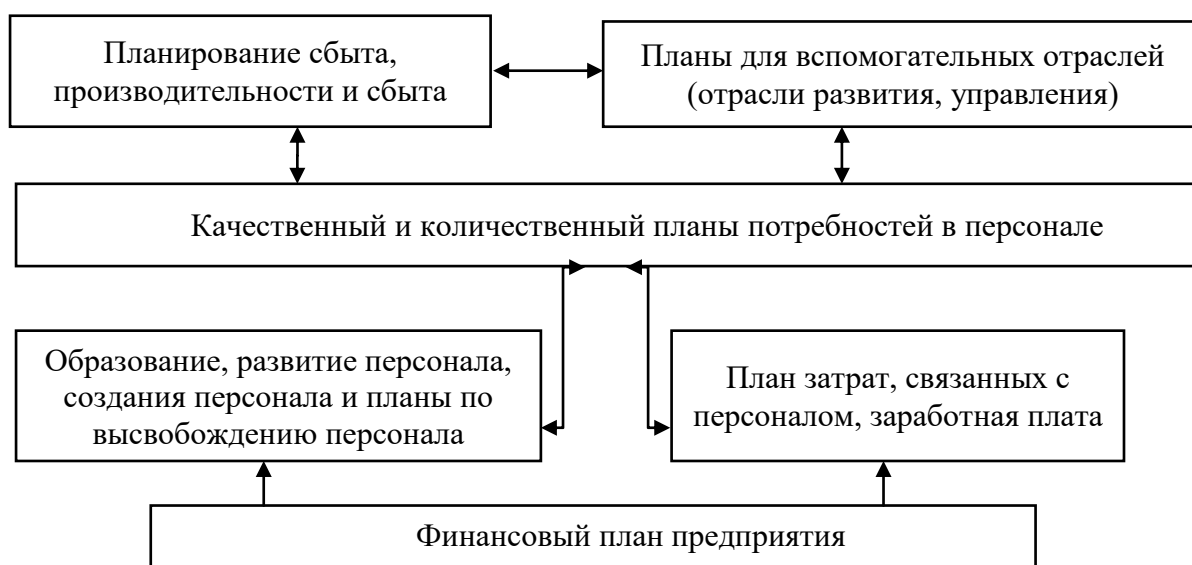 Планирование сбыта,
производительности и сбыта
Планы для вспомогательных отраслей
(отрасли развития, управления)
Качественный и количественный планы потребностей в персонале
Образование, развитие персонала,
создания персонала и планы по
высвобождению персонала
План затрат, связанных с
персоналом, заработная плата
Финансовый план предприятия